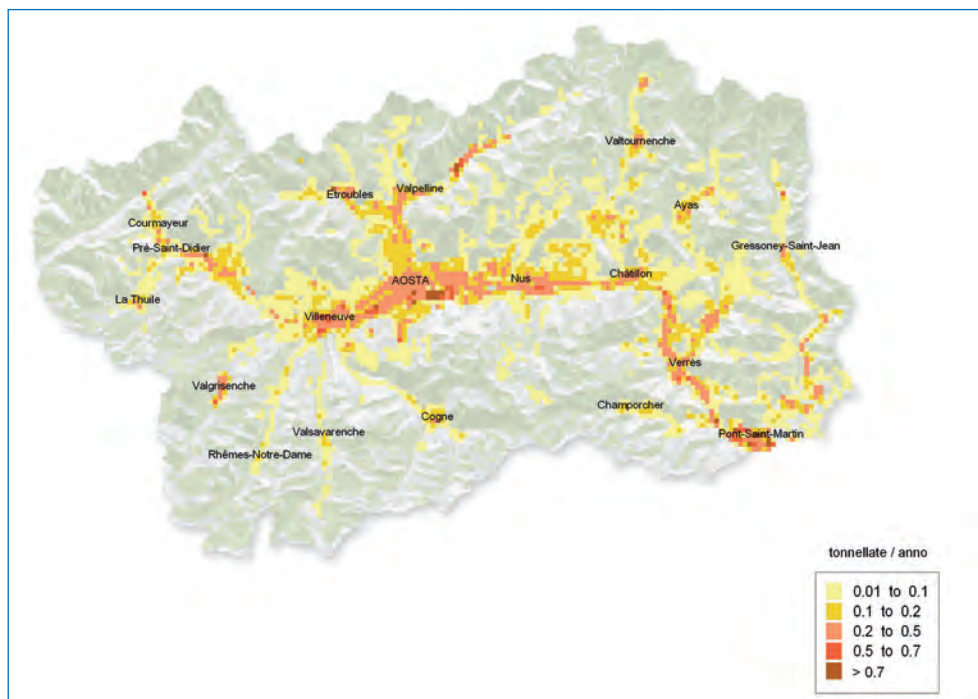 Valtournenche
Etroubles
Valpelline
Ayas
Courmayeur
Pré-Saint-Didier
Gressoney-Saint-Jean
AOSTA
Nus
Châtillon
La Thuile
Villeneuve
Verrès
Valgrisenche
Champorcher
Cogne
Valsavarenche
Pont-Saint-Martin
Rhêmes-Notre-Dame
tonnellate / anno
0.01 to 0.1
0.1 to 0.2
0.2 to 0.5
0.5 to 0.7
> 0.7